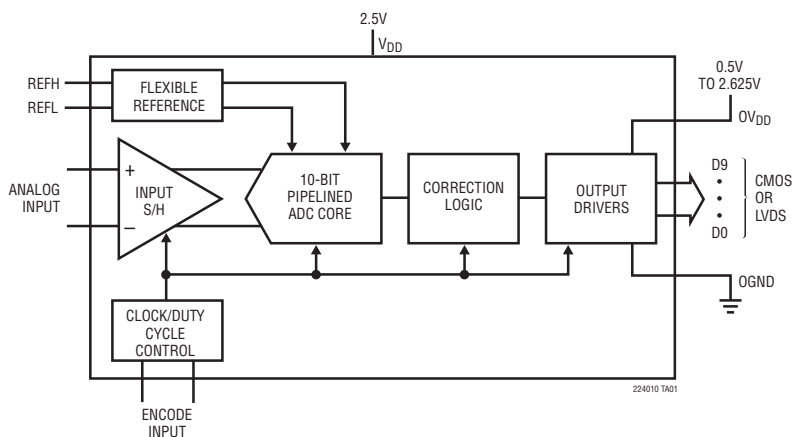 2.5V
VDD
REFH
REFL
FLEXIBLE
REFERENCE
0.5V
TO 2.625V
OVDD
ANALOG
INPUT
+
INPUT
S/H
–
10-BIT
PIPELINED
ADC CORE
CORRECTION
LOGIC
OUTPUT
DRIVERS
D9
•
•
•
D0
CMOS
OR
LVDS
OGND
CLOCK/DUTY
CYCLE
CONTROL
224010 TA01
ENCODE
INPUT